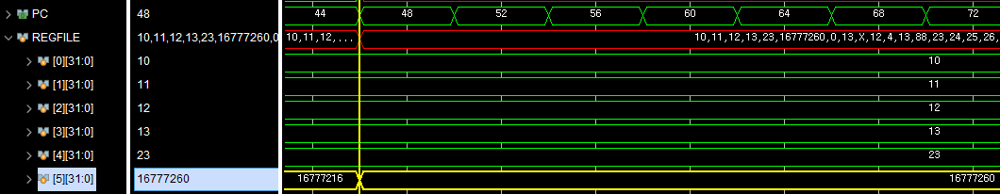 PC 48 44 48 52 56 60 64 68 72
REGFILE 10,11,12,13,23,16777260,0 10,11,12,... 10,11,12,13,23,16777260,0,13,X,12,4,13,88,23,24,25,26,
[0][31:0] 10 10
[1][31:0] 11 11
[2][31:0] 12 12
[3][31:0] 13 13
[4][31:0] 23 23
[5][31:0] 16777260 16777216 16777260